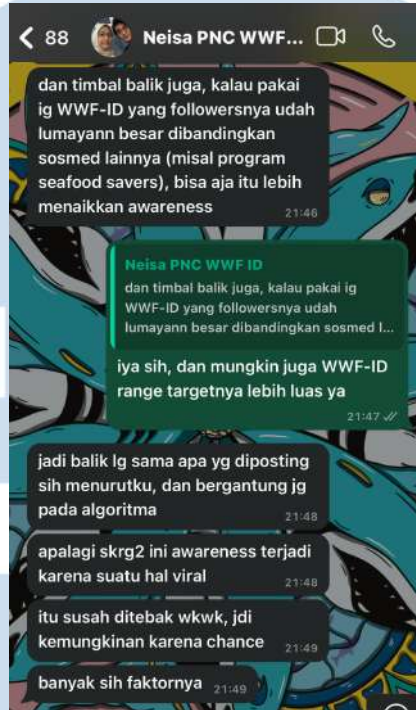 88
Neisa PNC WWF...
dan timbal balik juga, kalau pakai
ig WWF-ID yang followersnya udah
lumayann besar dibandingkan
sosmed lainnya (misal program
seafood savers), bisa aja itu lebih
menaikkan awareness
21:46
Neisa PNC WWF ID
dan timbal balik juga, kalau pakai ig
WWF-ID yang followersnya udah
lumayann besar dibandingkan sosmed l...
iya sih, dan mungkin juga WWF-ID
range targetnya lebih luas ya
21:47
jadi balik lg sama apa yg diposting
sih menurutku, dan bergantung jg
pada algoritma
21:48
apalagi skrg2 ini awareness terjadi
karena suatu hal viral
21:48
itu susah ditebak wkwk, jdi
kemungkinan karena chance
21:49
banyak sih faktornya
21:49